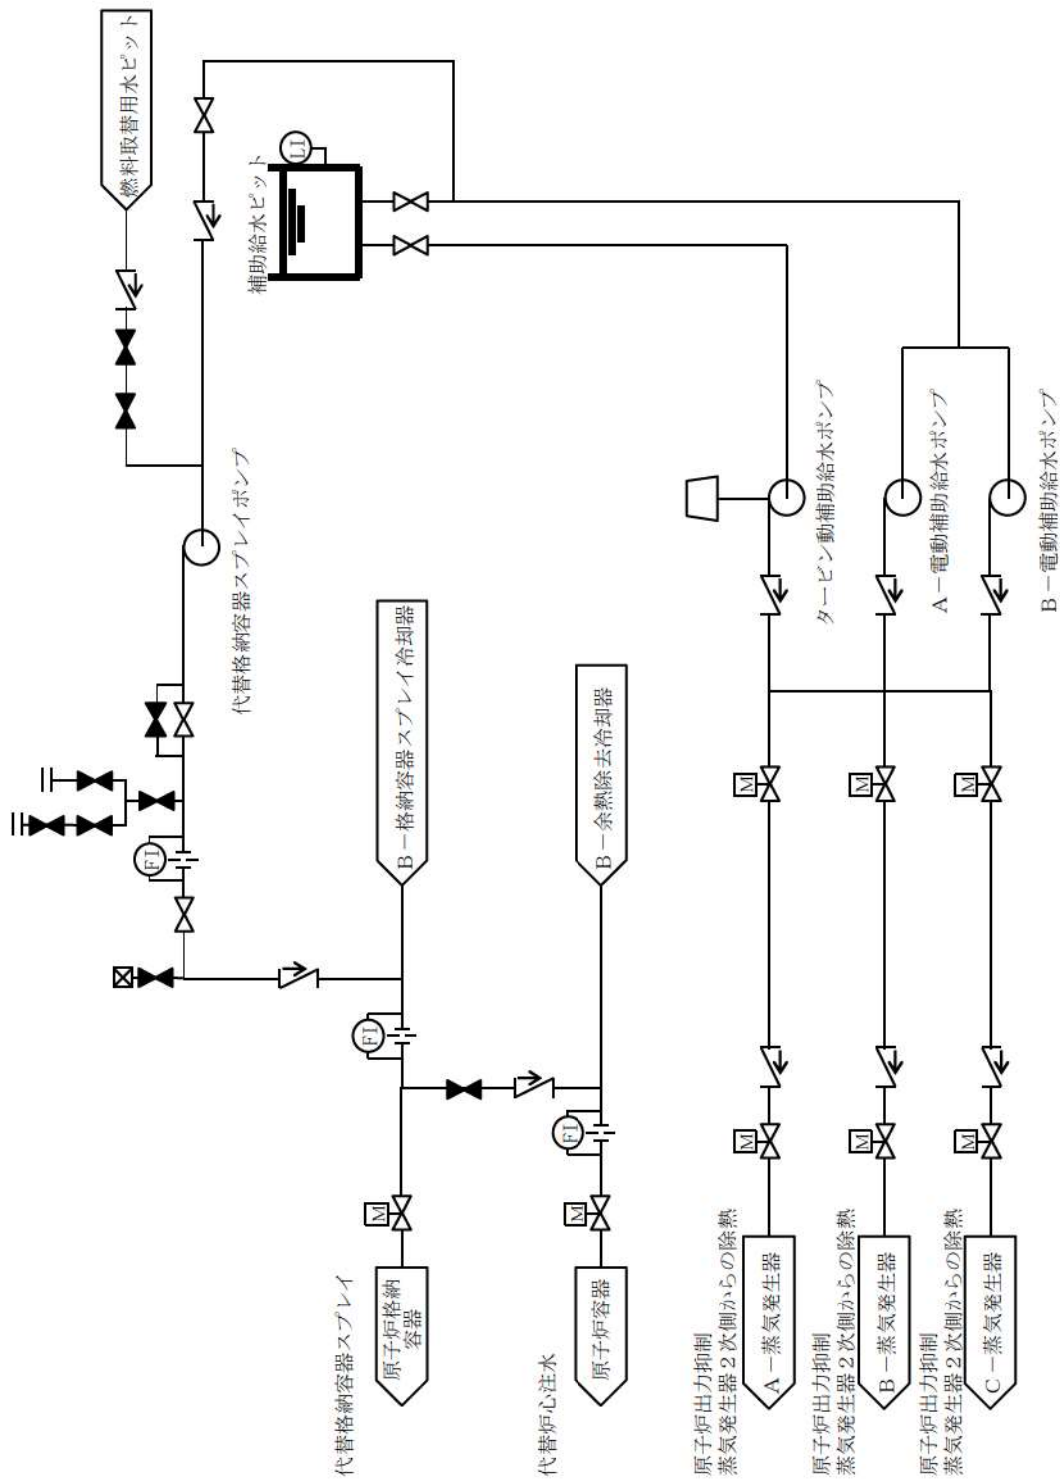 燃料取替用水ピット
補助給水ピット
LI
代替格納容器スプレイポンプ
FI
B－格納容器スプレイ冷却器
FI
B－余熱除去冷却器
FI
M
M
代替格納容器スプレイ
原子炉格納
容器
代替炉心注水
原子炉容器
タービン動補助給水ポンプ
A－電動補助給水ポンプ
B－電動補助給水ポンプ
M
M
M
M
M
M
原子炉出力抑制
蒸気発生器２次側からの除熱
A－蒸気発生器
原子炉出力抑制
蒸気発生器２次側からの除熱
B－蒸気発生器
原子炉出力抑制
蒸気発生器２次側からの除熱
C－蒸気発生器